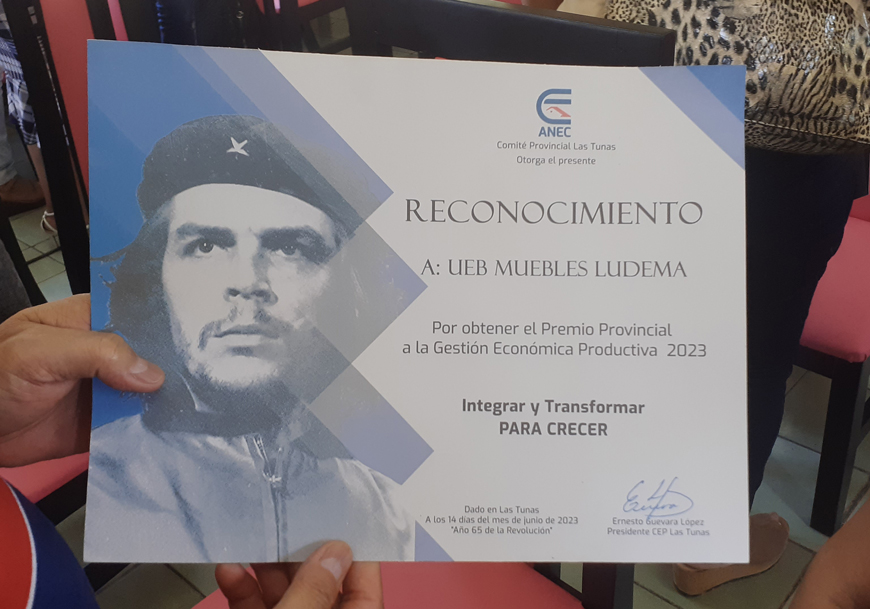 ANEC
Comité Provincial Las Tunas
Otorga el presente
RECONOCIMIENTO
A: UEB MUEBLES LUDEMA
Por obtener el Premio Provincial
a la Gestión Económica Productiva 2023
Integrar y Transformar
PARA CRECER
Dado en Las Tunas
A los 14 días del mes de junio de 2023
"Año 65 de la Revolución"
Ernesto Guevara López
Presidente CEP Las Tunas